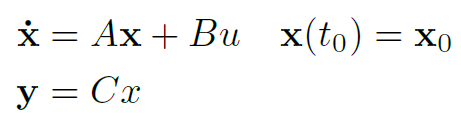 ẋ = Ax + Bu x(t₀) = x₀
y = Cx